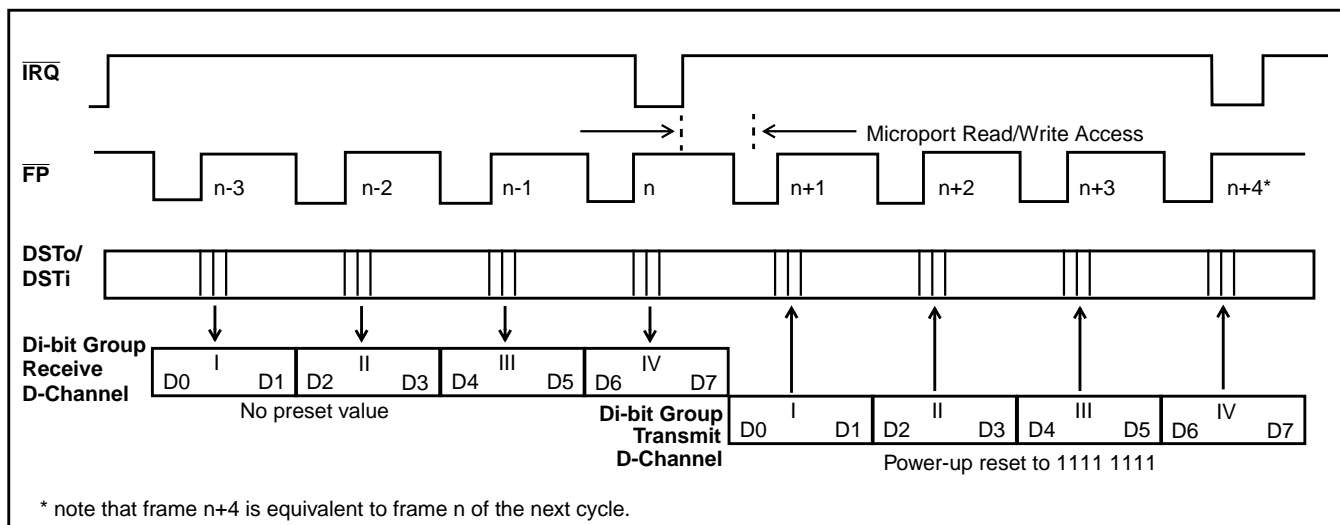 IRQ
Microport Read/Write Access
FP
n-3 n-2 n-1 n n+1 n+2 n+3 n+4*
DSTo/
DSTi
Di-bit Group
Receive
D-Channel
I II III IV
D0 D1 D2 D3 D4 D5 D6 D7
No preset value
Di-bit Group
Transmit
D-Channel
I II III IV
D0 D1 D2 D3 D4 D5 D6 D7
Power-up reset to 1111 1111
* note that frame n+4 is equivalent to frame n of the next cycle.